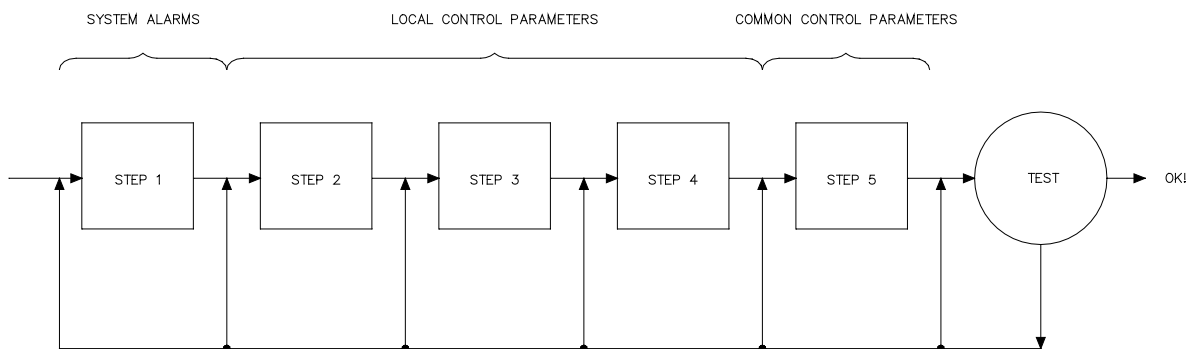 SYSTEM ALARMS
LOCAL CONTROL PARAMETERS
COMMON CONTROL PARAMETERS
STEP 1
STEP 2
STEP 3
STEP 4
STEP 5
TEST
OK!